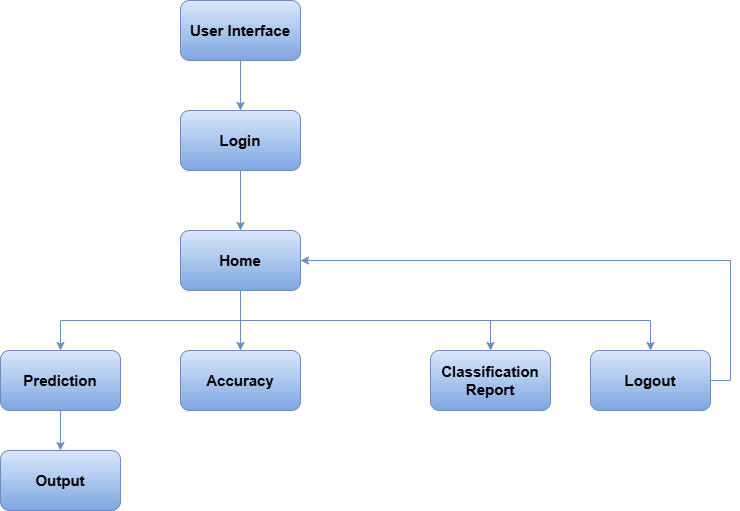 User Interface
Login
Home
Prediction
Accuracy
Classification
Report
Logout
Output